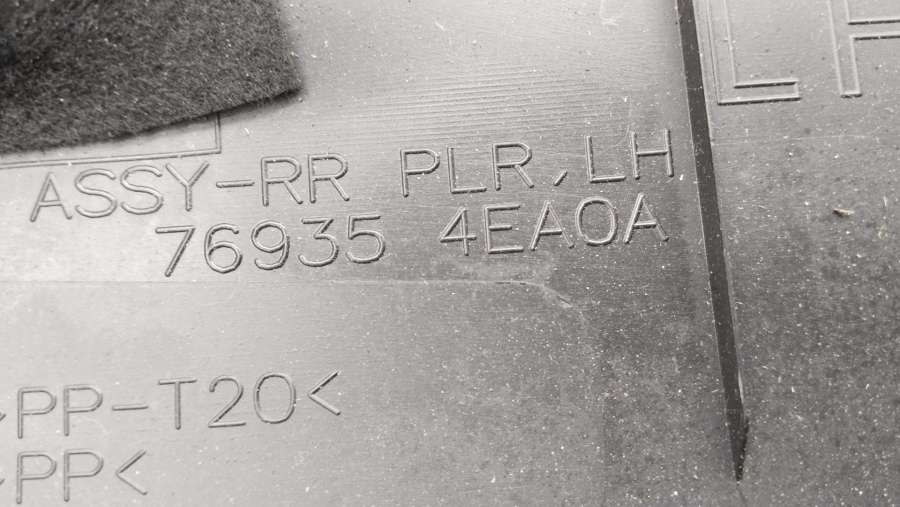 ASSY-RR PLR,LH
76935 4EA0A
>PP-T20<
>PP<